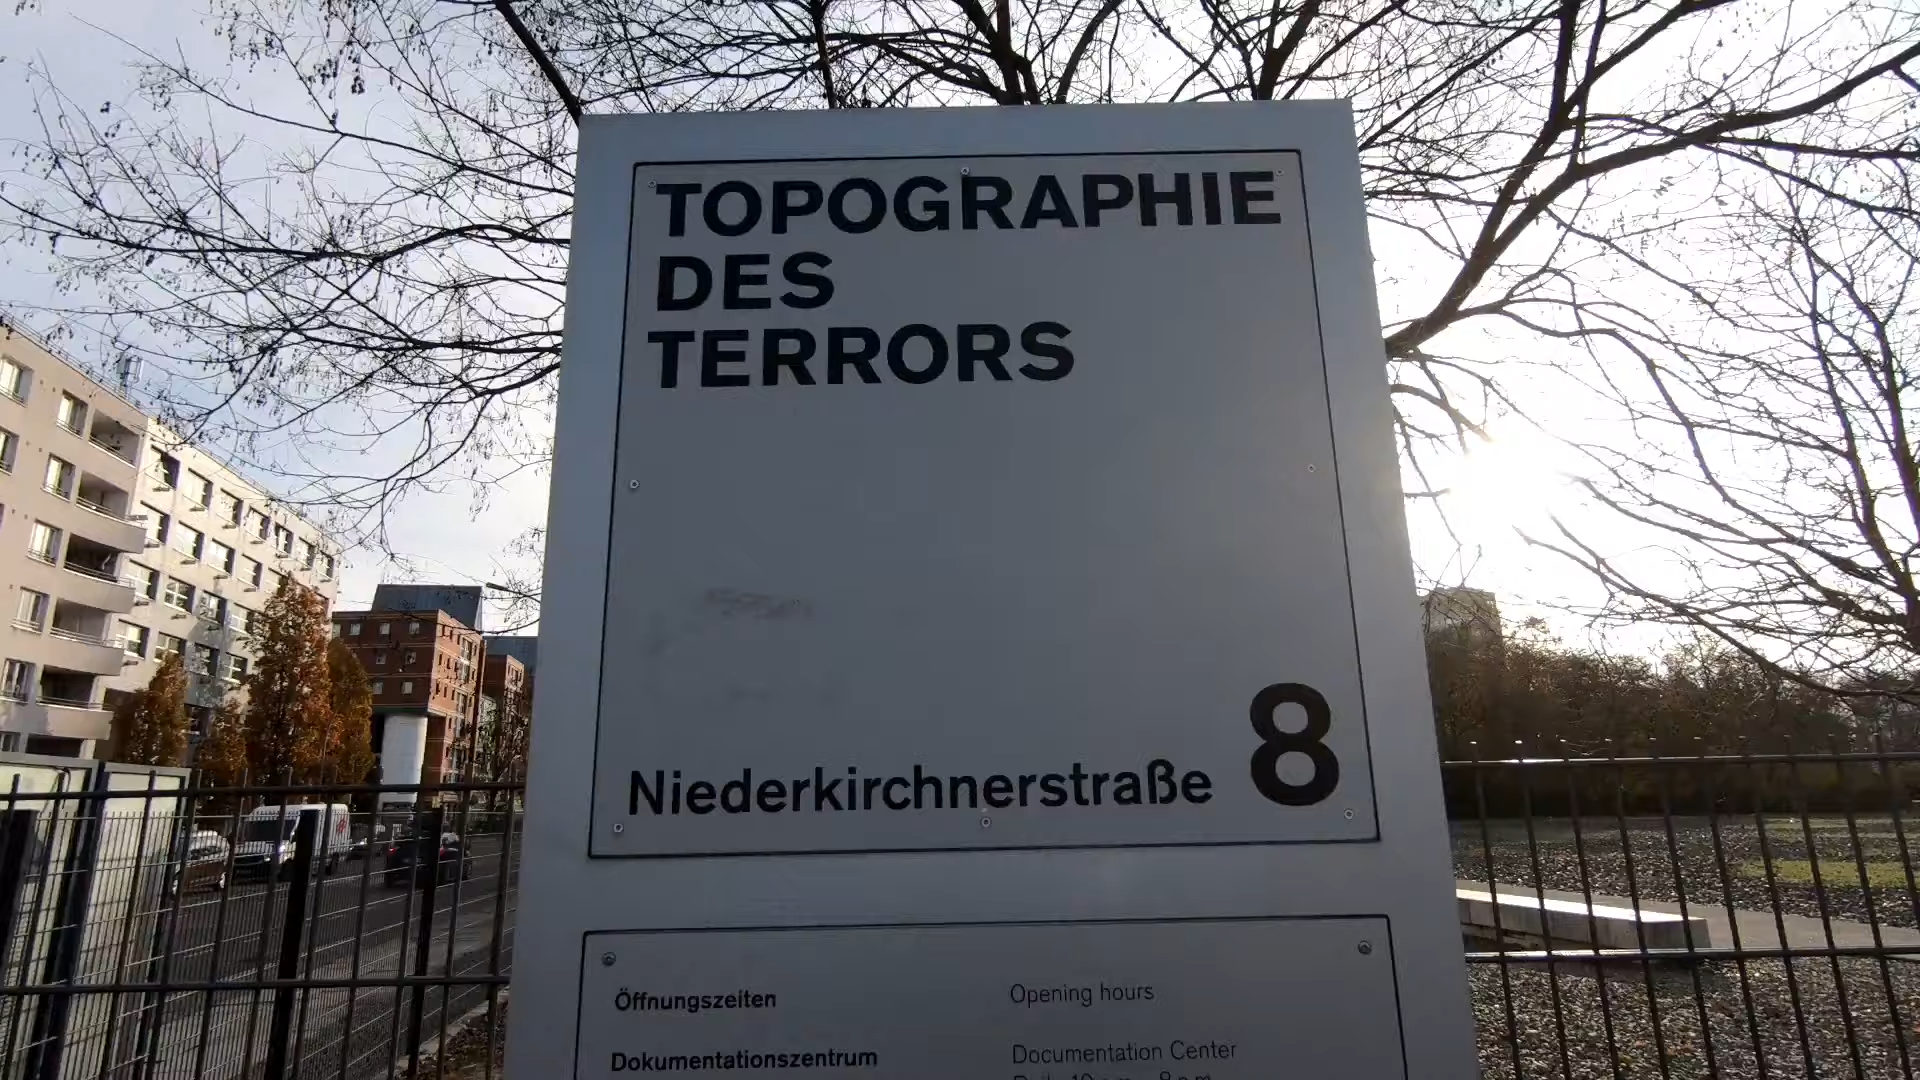 TOPOGRAPHIE
DES
TERRORS
Niederkirchnerstraße 8
Öffnungszeiten
Opening hours
Dokumentationszentrum
Documentation Center